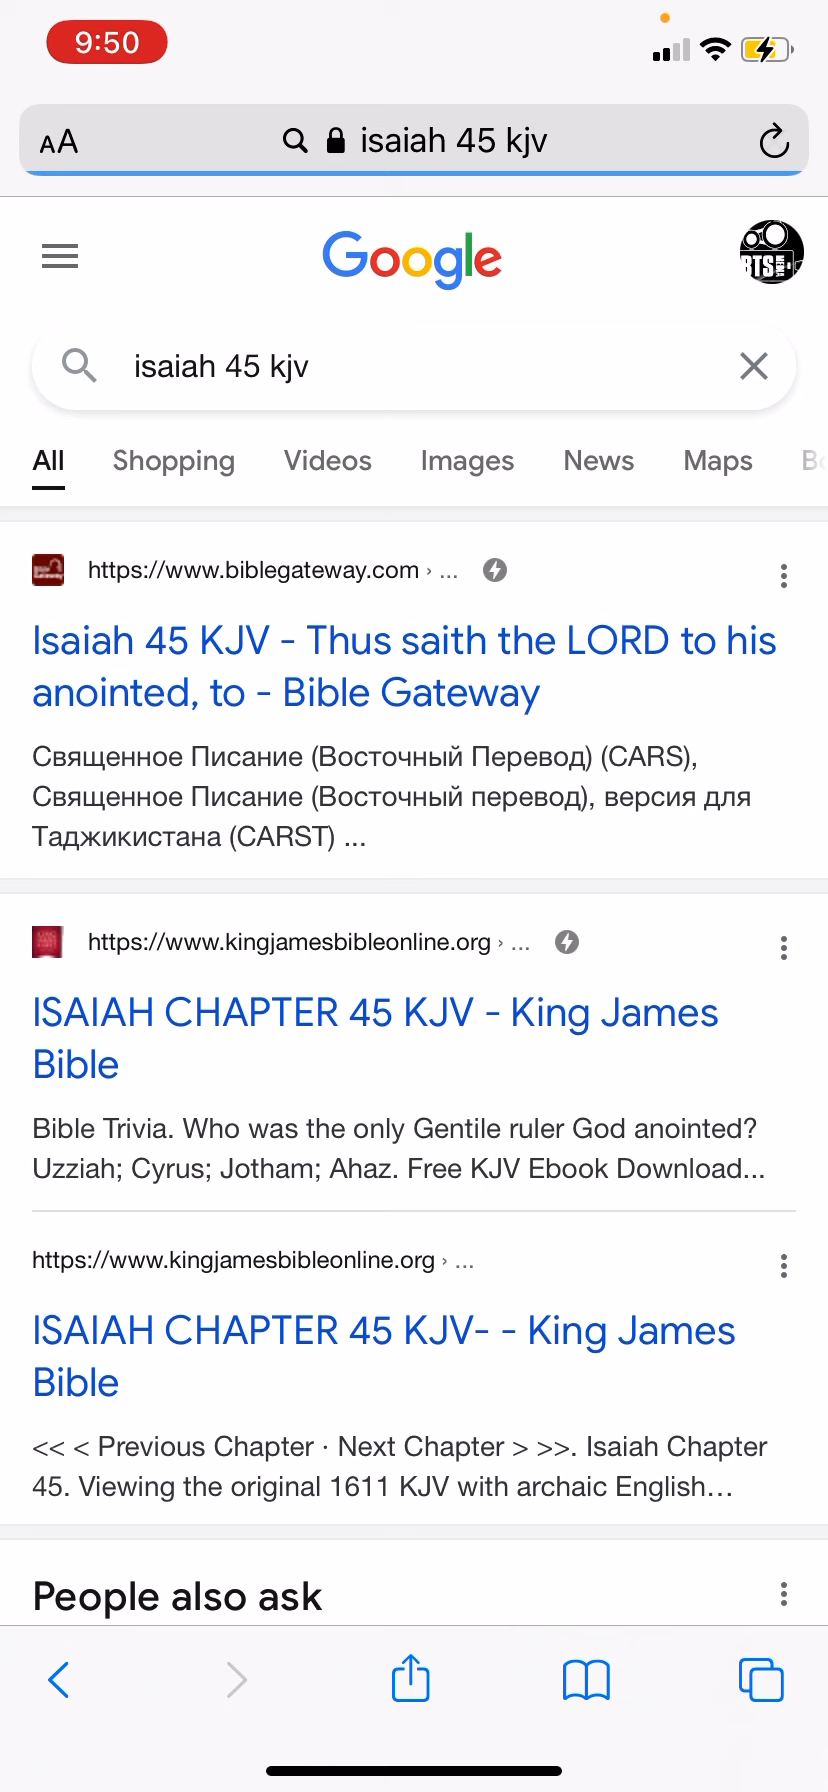 9:50
AA isaiah 45 kjv
Google
BTS
isaiah 45 kjv
All Shopping Videos Images News Maps
https://www.biblegateway.com › ...
Isaiah 45 KJV - Thus saith the LORD to his
anointed, to - Bible Gateway
Священное Писание (Восточный Перевод) (CARS),
Священное Писание (Восточный перевод), версия для
Таджикистана (CARST) ...
https://www.kingjamesbibleonline.org › ...
ISAIAH CHAPTER 45 KJV - King James
Bible
Bible Trivia. Who was the only Gentile ruler God anointed?
Uzziah; Cyrus; Jotham; Ahaz. Free KJV Ebook Download...
https://www.kingjamesbibleonline.org › ...
ISAIAH CHAPTER 45 KJV- - King James
Bible
<< < Previous Chapter · Next Chapter > >>. Isaiah Chapter
45. Viewing the original 1611 KJV with archaic English...
People also ask